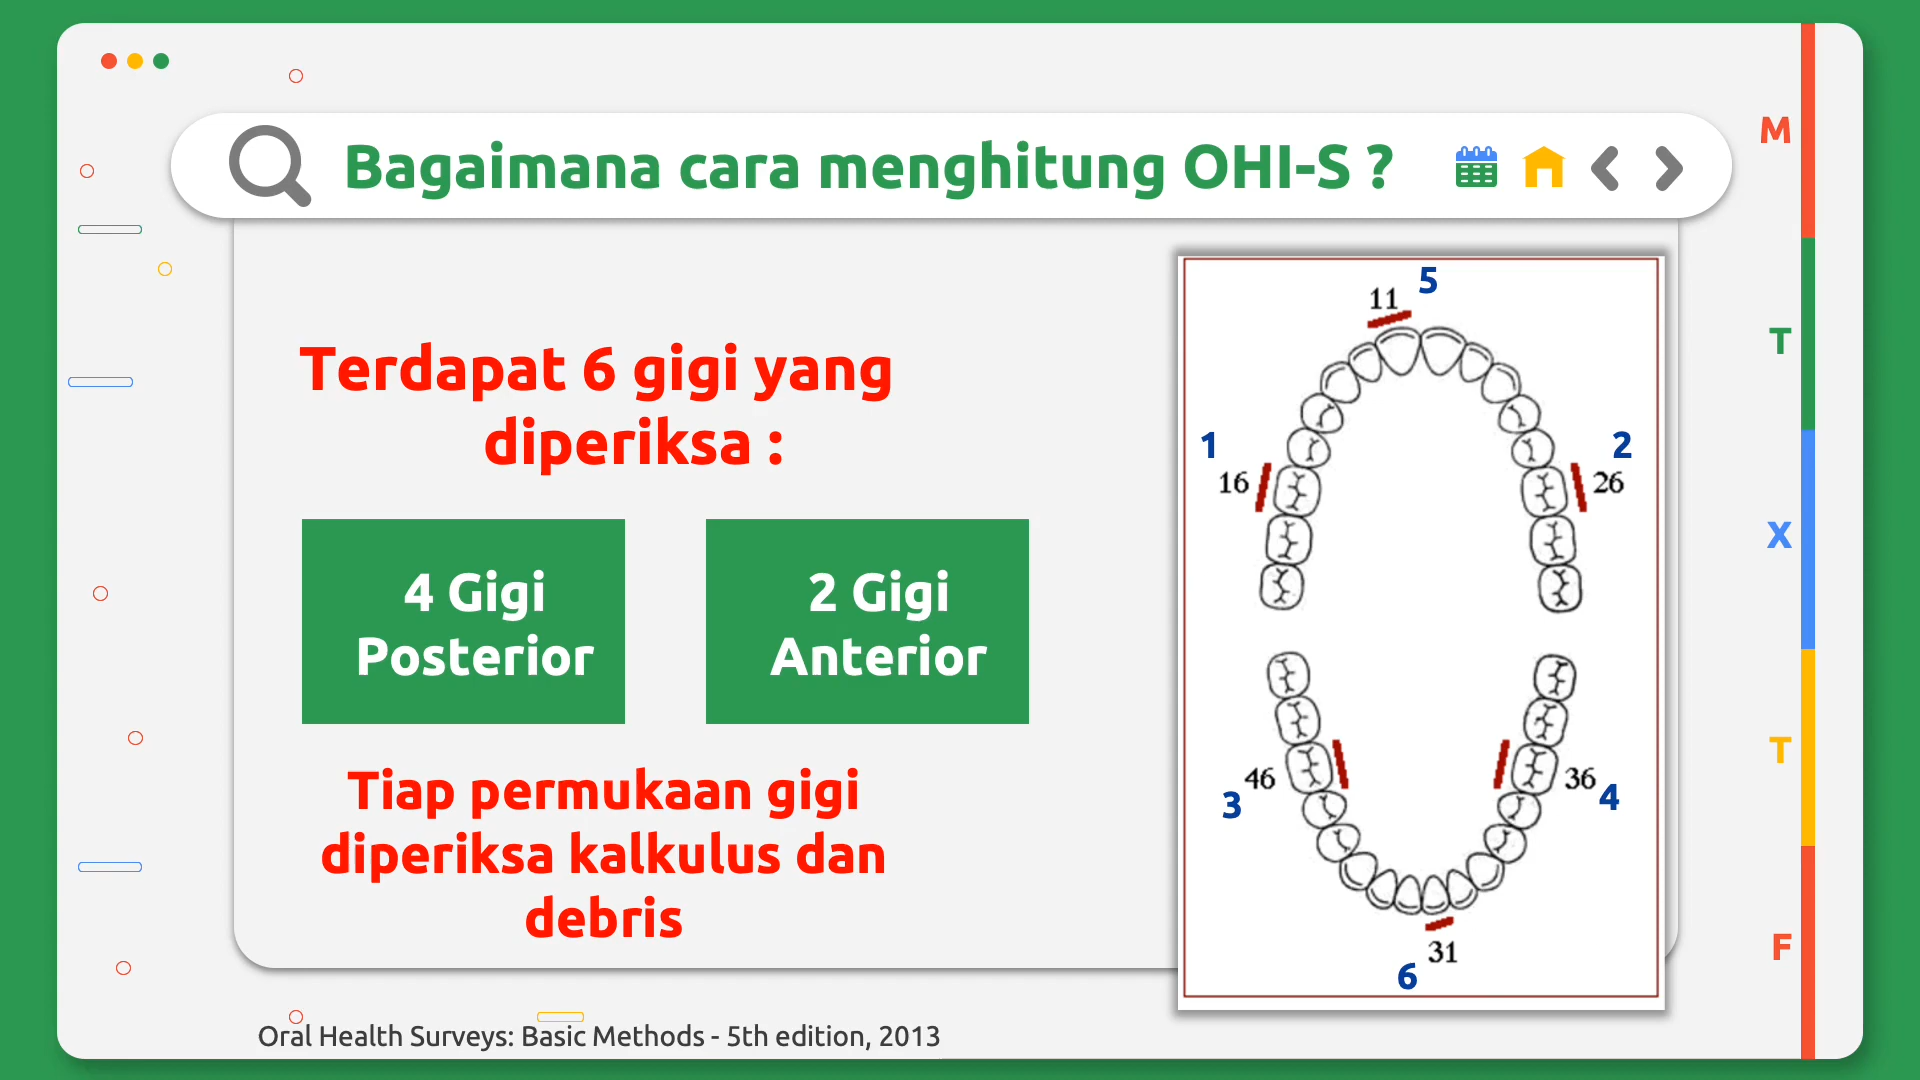 Bagaimana cara menghitung OHI-S ?
Terdapat 6 gigi yang
diperiksa :
4 Gigi
Posterior
2 Gigi
Anterior
Tiap permukaan gigi
diperiksa kalkulus dan
debris
5
11
1
16
2
26
46
3
36
4
31
6
M
T
X
T
F
Oral Health Surveys: Basic Methods - 5th edition, 2013